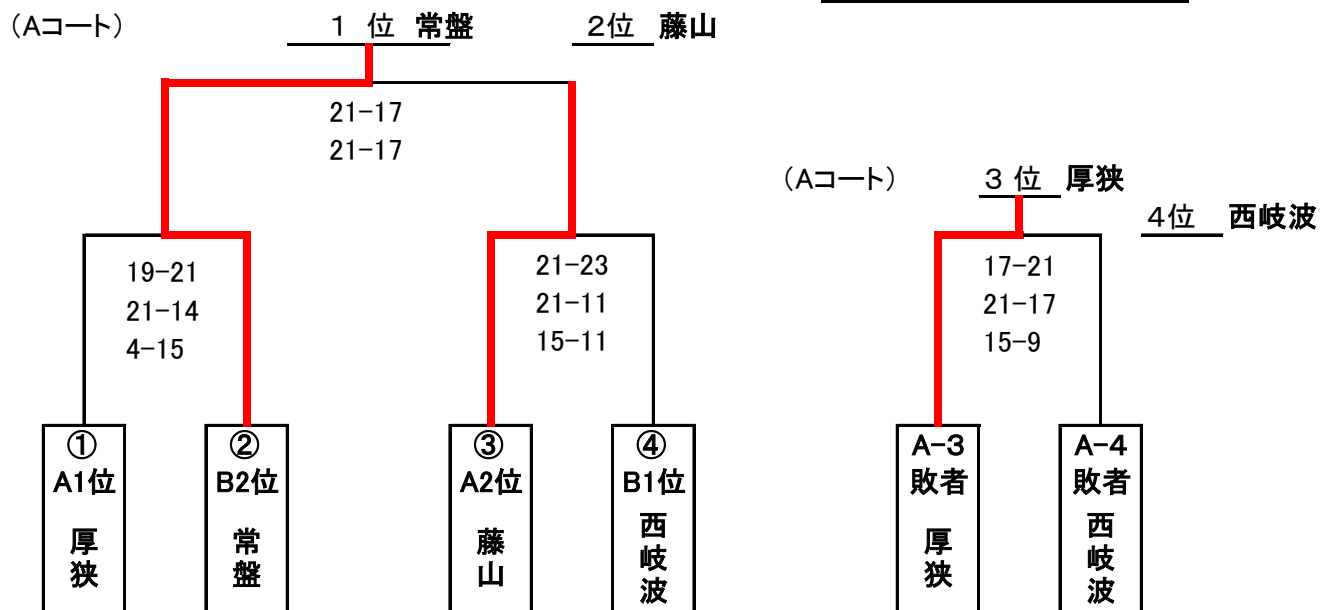 (Aコート)
1 位 常盤
2位 藤山
21-17
21-17
19-21
21-14
4-15
21-23
21-11
15-11
①
A1位
厚狭
②
B2位
常盤
③
A2位
藤山
④
B1位
西岐波
(Aコート)
3 位 厚狭
4位 西岐波
17-21
21-17
15-9
A-3
敗者
厚狭
A-4
敗者
西岐波